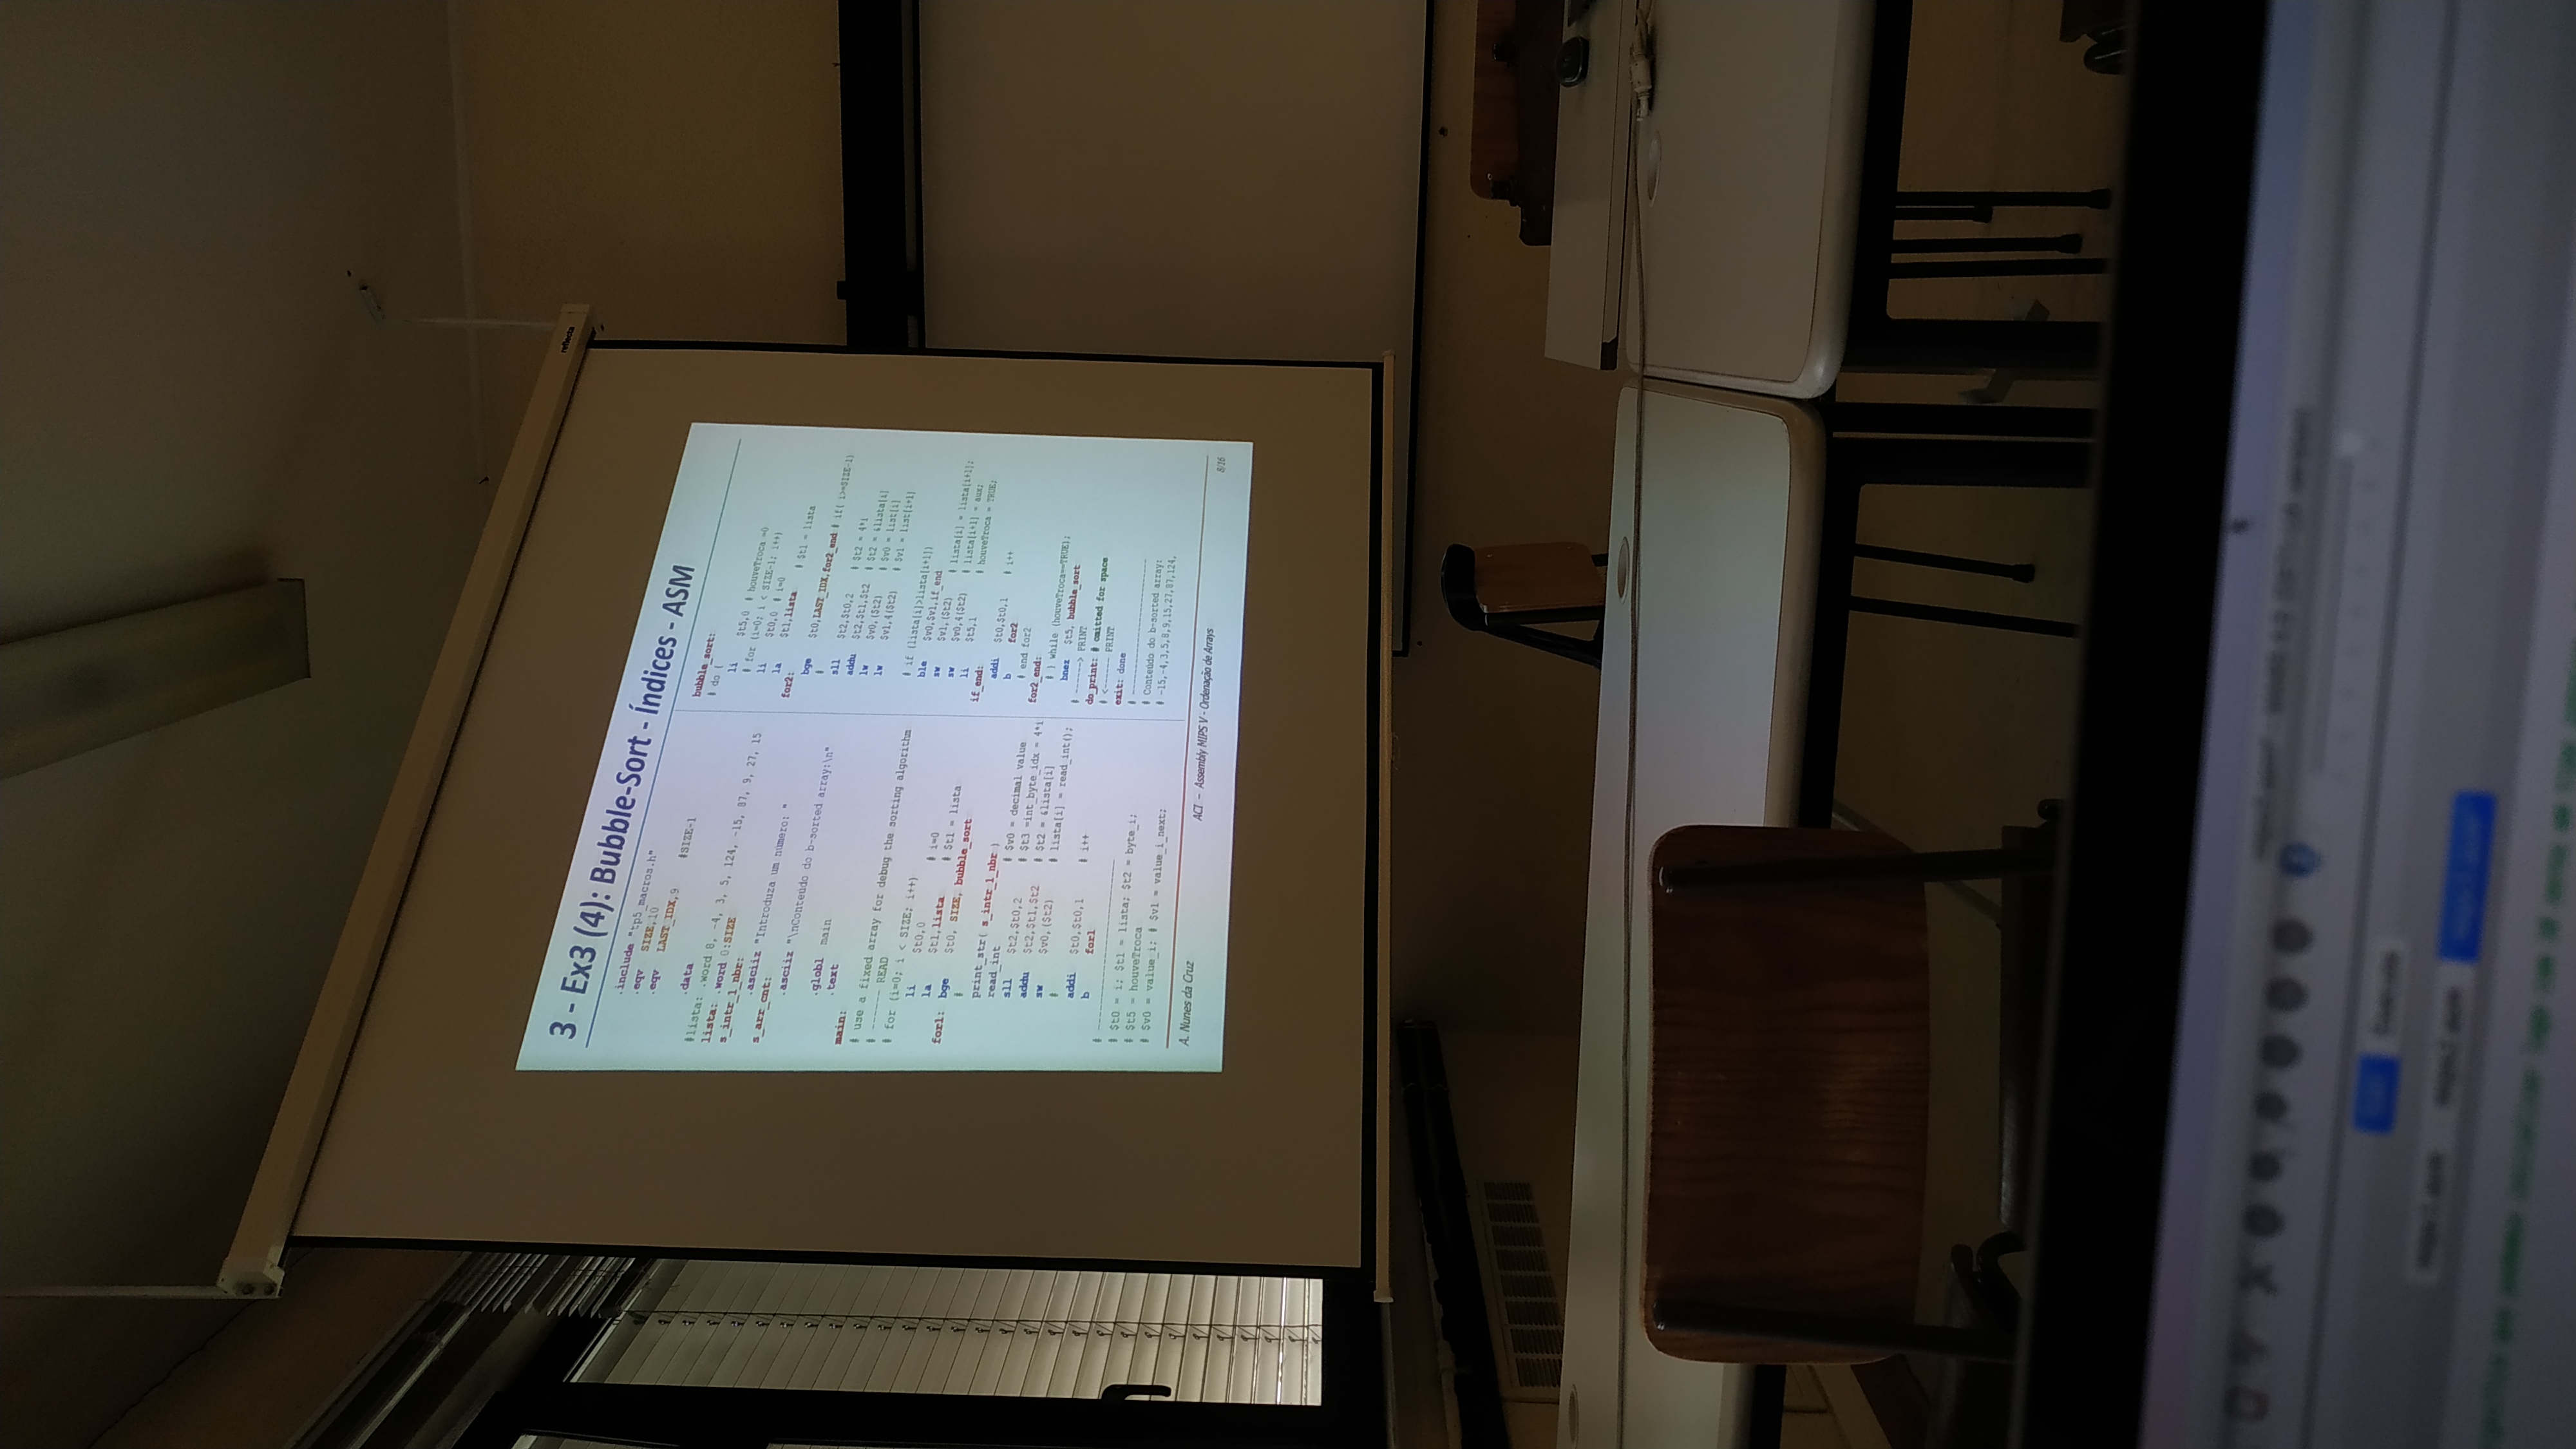 reflecta
3 - Ex3 (4): Bubble-Sort - Índices - ASM
.include "tp5_macros.h"
.eqv SIZE,10
.eqv LAST_IDX,9 #SIZE-1
.data
#lista: .word 8, -4, 3, 5, 124, -15, 87, 9, 27, 15
lista: .word 0:SIZE
s_intr_1_nbr:
.asciiz "Introduza um número: "
s_arr_cnt:
.asciiz "\nConteúdo do b-sorted array:\n"
.globl main
.text
main:
# use a fixed array for debug the sorting algorithm
# ------ READ
# for (i=0; i < SIZE; i++)
li $t0,0 # i=0
la $t1,lista # $t1 = lista
for1: bge $t0, SIZE, bubble_sort
#
print_str( s_intr_1_nbr )
read_int # $v0 = decimal value
sll $t2,$t0,2 # $t3 =int_byte_idx = 4*i
addu $t2,$t1,$t2 # $t2 = &lista[i]
sw $v0,($t2) # lista[i] = read_int();
#
addi $t0,$t0,1 # i++
b for1
# ---------------------------
# $t0 = i; $t1 = lista; $t2 = byte_i;
# $t5 = houveTroca
# $v0 = value_i; # $v1 = value_i_next;
bubble_sort:
# do {
li $t5,0 # houveTroca =0
# for (i=0; i < SIZE-1; i++)
li $t0,0 # i=0
la $t1,lista # $t1 = lista
for2:
bge $t0,LAST_IDX,for2_end # if( i>=SIZE-1)
#
sll $t2,$t0,2 # $t2 = 4*i
addu $t2,$t1,$t2 # $t2 = &lista[i]
lw $v0,($t2) # $v0 = list[i]
lw $v1,4($t2) # $v1 = list[i+1]
# if (lista[i]>lista[i+1])
ble $v0,$v1,if_end
sw $v1,($t2) # lista[i] = lista[i+1];
sw $v0,4($t2) # lista[i+1] = aux;
li $t5,1 # houveTroca = TRUE;
if_end:
addi $t0,$t0,1 # i++
b for2
# end for2
for2_end:
# } while (houveTroca==TRUE);
bnez $t5, bubble_sort
# ------> PRINT
do_print: # omitted for space
# <------ PRINT
exit: done
# ------------------------
# Conteúdo do b-sorted array:
# -15,-4,3,5,8,9,15,27,87,124,
A. Nunes da Cruz
ACI – Assembly MIPS V - Ordenação de Arrays
8/16
Execute